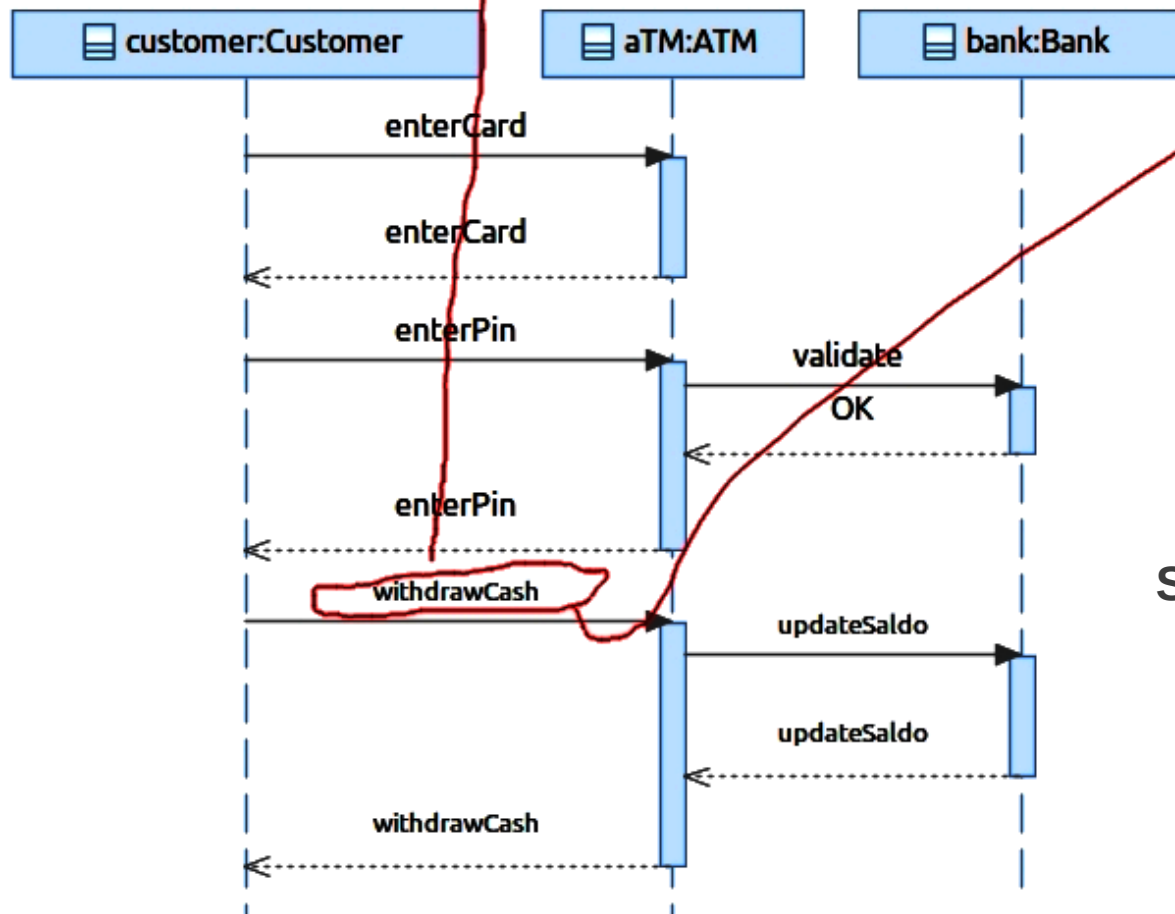 customer:Customer aTM:ATM bank:Bank
enterCard
enterCard
enterPin
validate
OK
enterPin
withdrawCash
S
updateSaldo
updateSaldo
withdrawCash